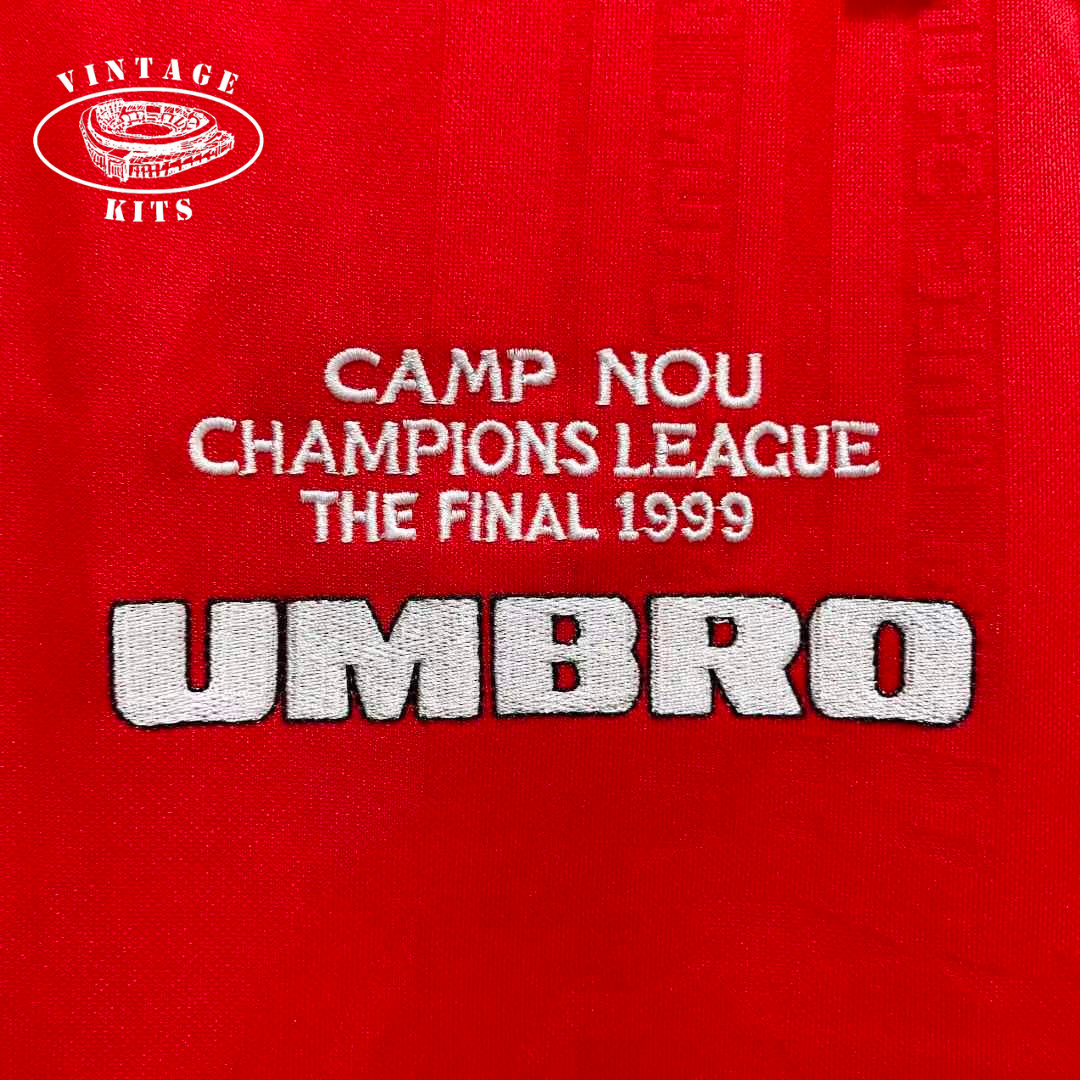 VINTAGE
KITS
CAMP NOU
CHAMPIONS LEAGUE
THE FINAL 1999
UMBRO